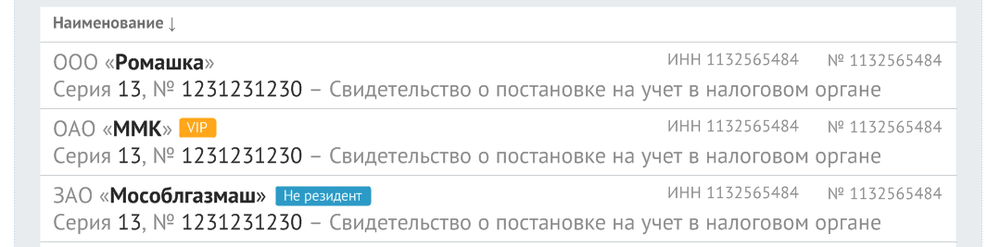 Наименование ↓
ООО «Ромашка» ИНН 1132565484 № 1132565484
Серия 13, № 1231231230 – Свидетельство о постановке на учет в налоговом органе
ОАО «ММК» VIP ИНН 1132565484 № 1132565484
Серия 13, № 1231231230 – Свидетельство о постановке на учет в налоговом органе
ЗАО «Мособлгазмаш» Не резидент ИНН 1132565484 № 1132565484
Серия 13, № 1231231230 – Свидетельство о постановке на учет в налоговом органе